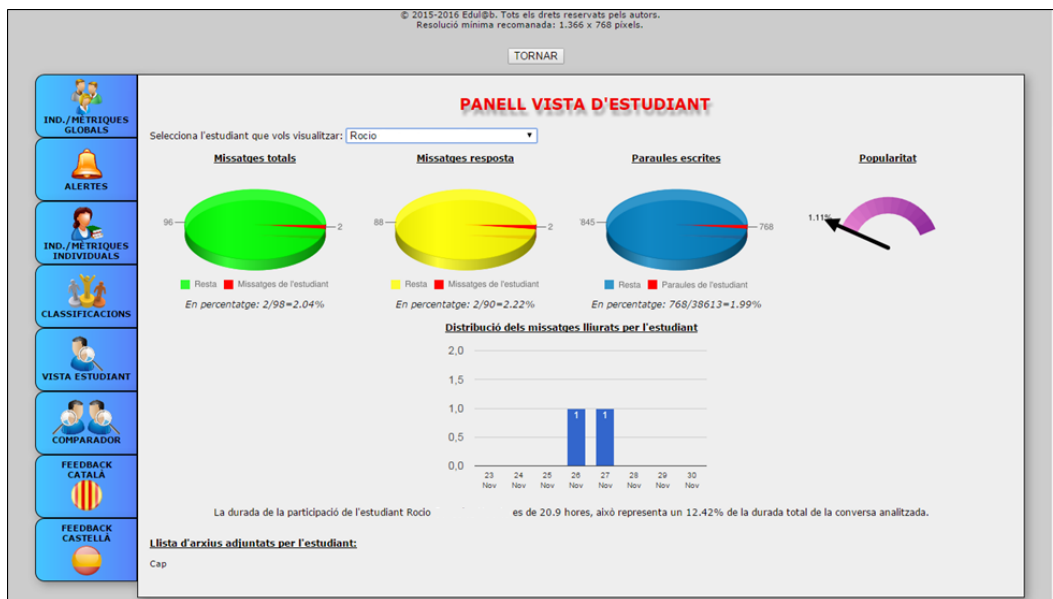 © 2015-2016 Edul@b. Tots els drets reservats pels autors.
Resolució mínima recomanada: 1.366 x 768 píxels.
TORNAR
IND./MÈTRIQUES
GLOBALS
ALERTES
IND./MÈTRIQUES
INDIVIDUALS
CLASSIFICACIONS
VISTA ESTUDIANT
COMPARADOR
FEEDBACK
CATALÀ
FEEDBACK
CASTELLÀ
PANELL VISTA D'ESTUDIANT
Selecciona l'estudiant que vols visualitzar: Rocio
Missatges totals
96
2
Resta Missatges de l'estudiant
En percentatge: 2/98=2.04%
Missatges resposta
88
2
Resta Missatges de l'estudiant
En percentatge: 2/90=2.22%
Paraules escrites
'845
768
Resta Paraules de l'estudiant
En percentatge: 768/38613=1.99%
Popularitat
1.11%
Distribució dels missatges lliurats per l'estudiant
2,0
1,5
1,0
0,5
0,0
1 1
23 24 25 26 27 28 29 30
Nov Nov Nov Nov Nov Nov Nov Nov
La durada de la participació de l'estudiant Rocio es de 20.9 hores, això representa un 12.42% de la durada total de la conversa analitzada.
Llista d'arxius adjuntats per l'estudiant:
Cap